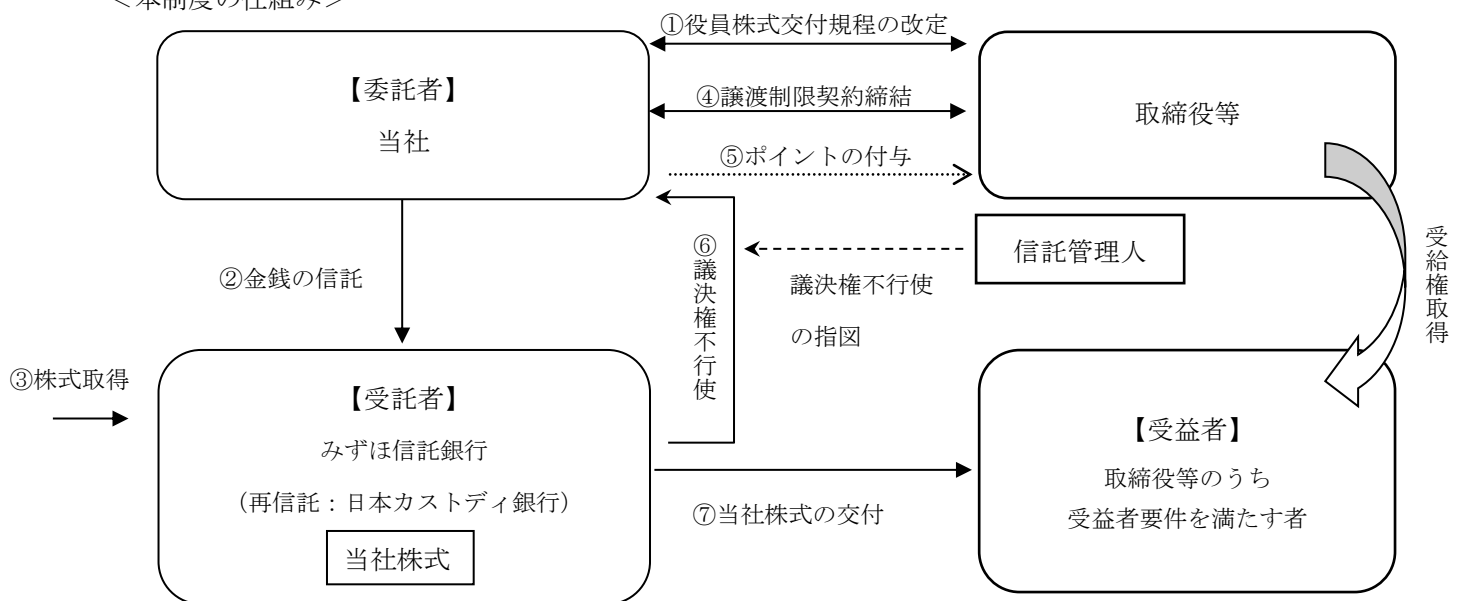 ＜本制度の仕組み＞
①役員株式交付規程の改定
【委託者】
当社
④譲渡制限契約締結
取締役等
⑤ポイントの付与
②金銭の信託
⑥議決権不行使
信託管理人
議決権不行使
の指図
受給権取得
③株式取得
【受託者】
みずほ信託銀行
（再信託：日本カストディ銀行）
当社株式
⑦当社株式の交付
【受益者】
取締役等のうち
受益者要件を満たす者